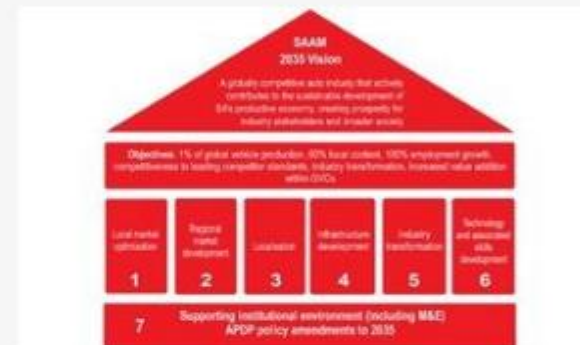 SAAM
2035 Vision
A globally competitive auto industry that actively
contributes to the sustainable development of
SA's productive economy, creating prosperity for
industry stakeholders and broader society
Objectives: 1% of global vehicle production, 60% local content, 100% employment growth,
competitiveness to leading competitor standards, industry transformation, increased value addition
within GVCs
Local market
optimisation
1
Regional
market
development
2
Localisation
3
Infrastructure
development
4
Industry
transformation
5
Technology
and associated
skills
development
6
7
Supporting institutional environment (including M&E)
APDP policy amendments to 2035